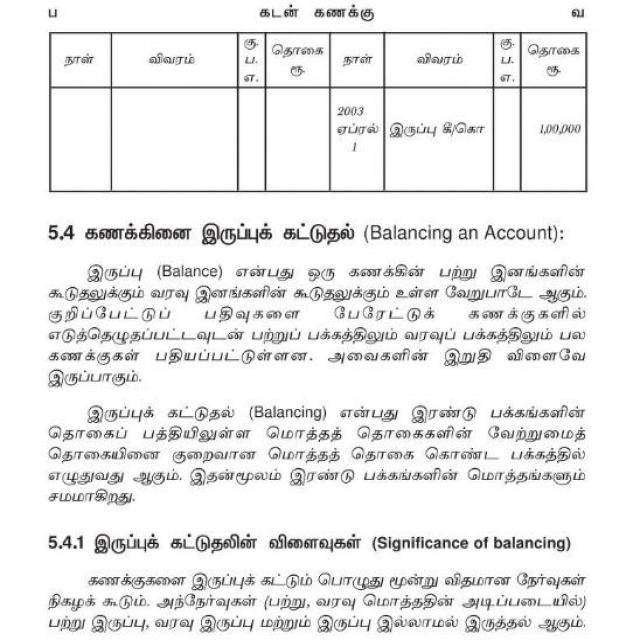 ப கடன் கணக்கு வ
நாள் விவரம் கு. ப. எ. தொகை ரூ. நாள் விவரம் கு. ப. எ. தொகை ரூ.
2003
ஏப்ரல் இருப்பு கீ/கொ 1,00,000
1
5.4 கணக்கினை இருப்புக் கட்டுதல் (Balancing an Account):
இருப்பு (Balance) என்பது ஒரு கணக்கின் பற்று இனங்களின்
கூடுதலுக்கும் வரவு இனங்களின் கூடுதலுக்கும் உள்ள வேறுபாடே ஆகும்.
குறிப்பேட்டுப் பதிவுகளை பேரேட்டுக் கணக்குகளில்
எடுத்தெழுதப்பட்டவுடன் பற்றுப் பக்கத்திலும் வரவுப் பக்கத்திலும் பல
கணக்குகள் பதியப்பட்டுள்ளன. அவைகளின் இறுதி விளைவே
இருப்பாகும்.
இருப்புக் கட்டுதல் (Balancing) என்பது இரண்டு பக்கங்களின்
தொகைப் பத்தியிலுள்ள மொத்தத் தொகைகளின் வேற்றுமைத்
தொகையினை குறைவான மொத்தத் தொகை கொண்ட பக்கத்தில்
எழுதுவது ஆகும். இதன்மூலம் இரண்டு பக்கங்களின் மொத்தங்களும்
சமமாகிறது.
5.4.1 இருப்புக் கட்டுதலின் விளைவுகள் (Significance of balancing)
கணக்குகளை இருப்புக் கட்டும் பொழுது மூன்று விதமான நேர்வுகள்
நிகழக் கூடும். அந்நேர்வுகள் (பற்று, வரவு மொத்ததின் அடிப்படையில்)
பற்று இருப்பு, வரவு இருப்பு மற்றும் இருப்பு இல்லாமல் இருத்தல் ஆகும்.